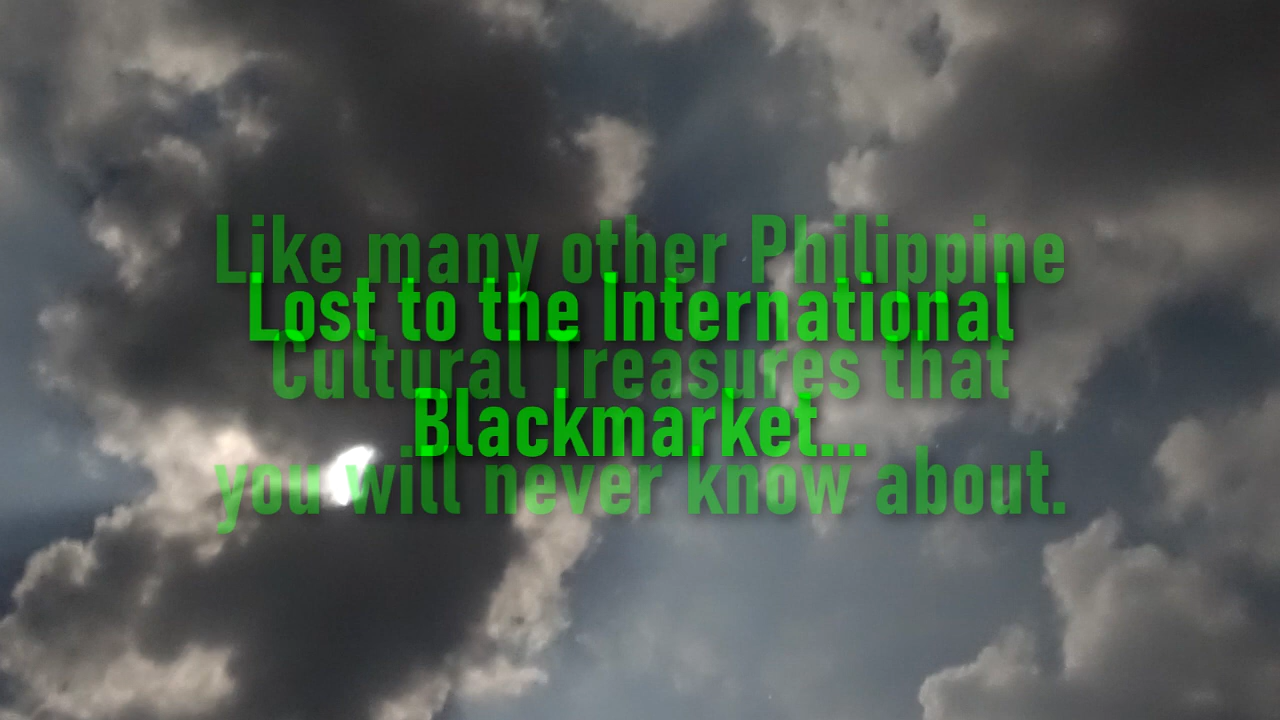 Like many other Philippine
Lost to the International
Cultural Treasures that
Blackmarket...
you will never know about.